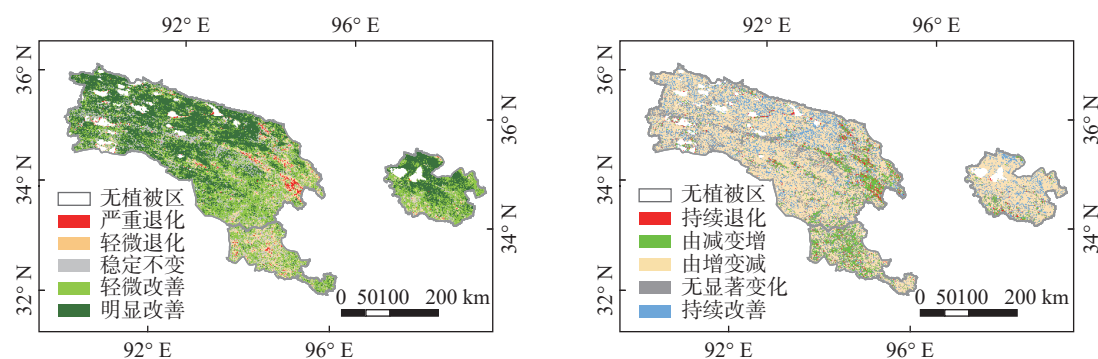 92° E
96° E
36° N
34° N
32° N
36° N
34° N
无植被区
严重退化
轻微退化
稳定不变
轻微改善
明显改善
0 50100 200 km
92° E
96° E
92° E
96° E
36° N
34° N
32° N
36° N
34° N
无植被区
持续退化
由减变增
由增变减
无显著变化
持续改善
0 50100 200 km
92° E
96° E